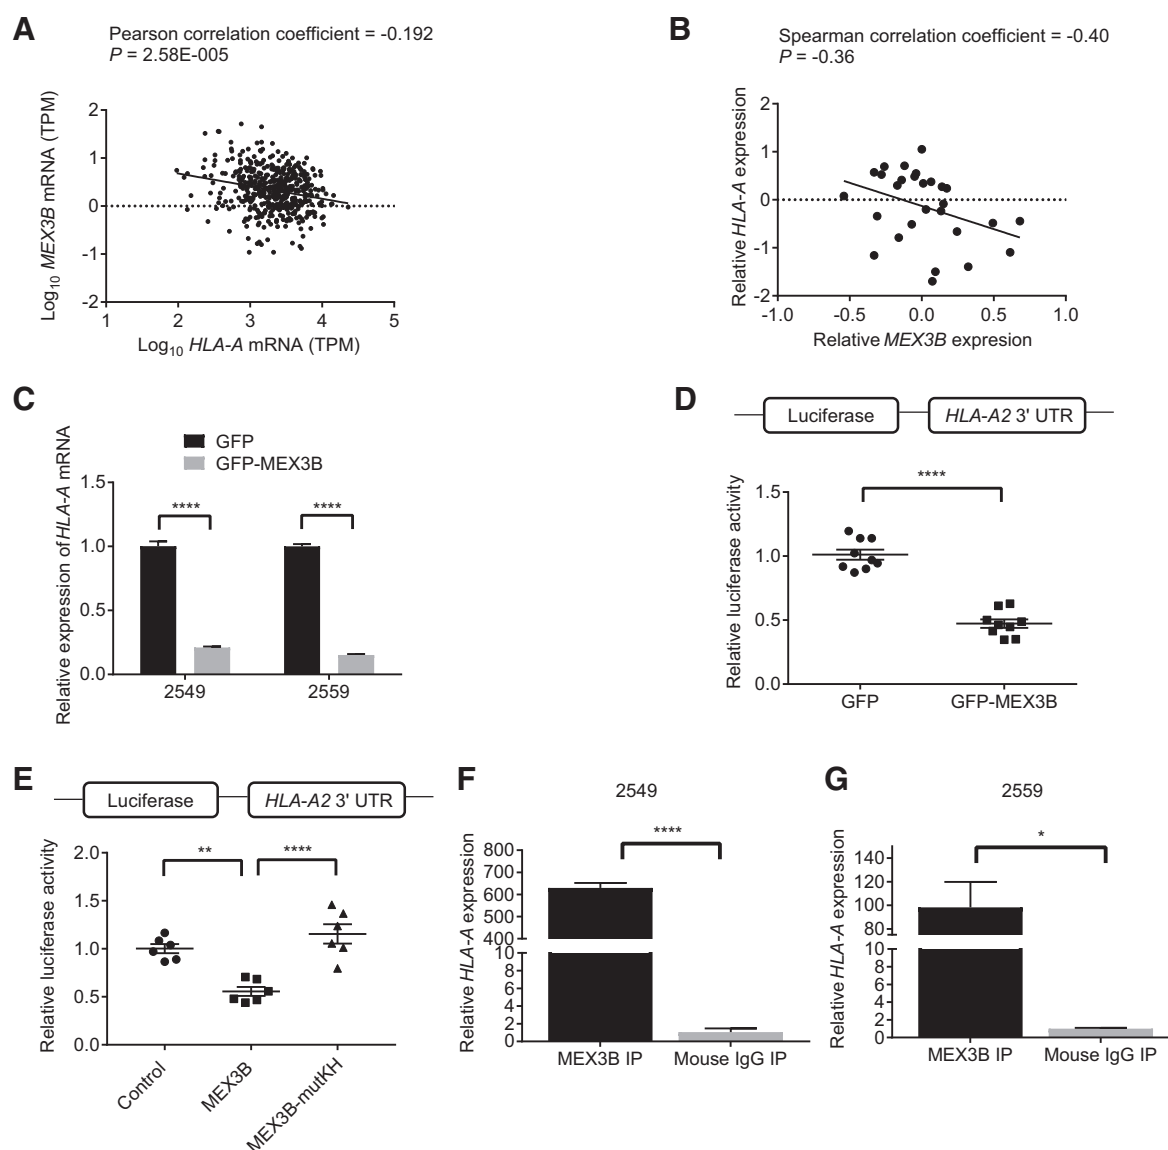 A
Pearson correlation coefficient = -0.192
P = 2.58E-005
Log10 MEX3B mRNA (TPM)
2
1
0
-1
-2
1 2 3 4 5
Log10 HLA-A mRNA (TPM)
B
Spearman correlation coefficient = -0.40
P = -0.36
Relative HLA-A expression
2
1
0
-1
-2
-1.0 -0.5 0.0 0.5 1.0
Relative MEX3B expresion
C
GFP
GFP-MEX3B
Relative expression of HLA-A mRNA
1.5
1.0
0.5
0.0
**** ****
2549 2559
D
Luciferase HLA-A2 3' UTR
Relative luciferase activity
1.5
1.0
0.5
0.0
****
GFP GFP-MEX3B
E
Luciferase HLA-A2 3' UTR
Relative luciferase activity
2.0
1.5
1.0
0.5
0.0
** ****
Control MEX3B MEX3B-mutKH
F
2549
Relative HLA-A expression
800
700
600
500
400
10
8
6
4
2
0
****
MEX3B IP Mouse IgG IP
G
2559
Relative HLA-A expression
140
120
100
80
10
8
6
4
2
0
*
MEX3B IP Mouse IgG IP